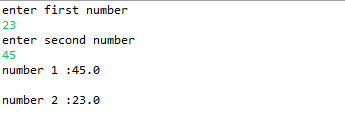 enter first number
23
enter second number
45
number 1 :45.0
number 2 :23.0